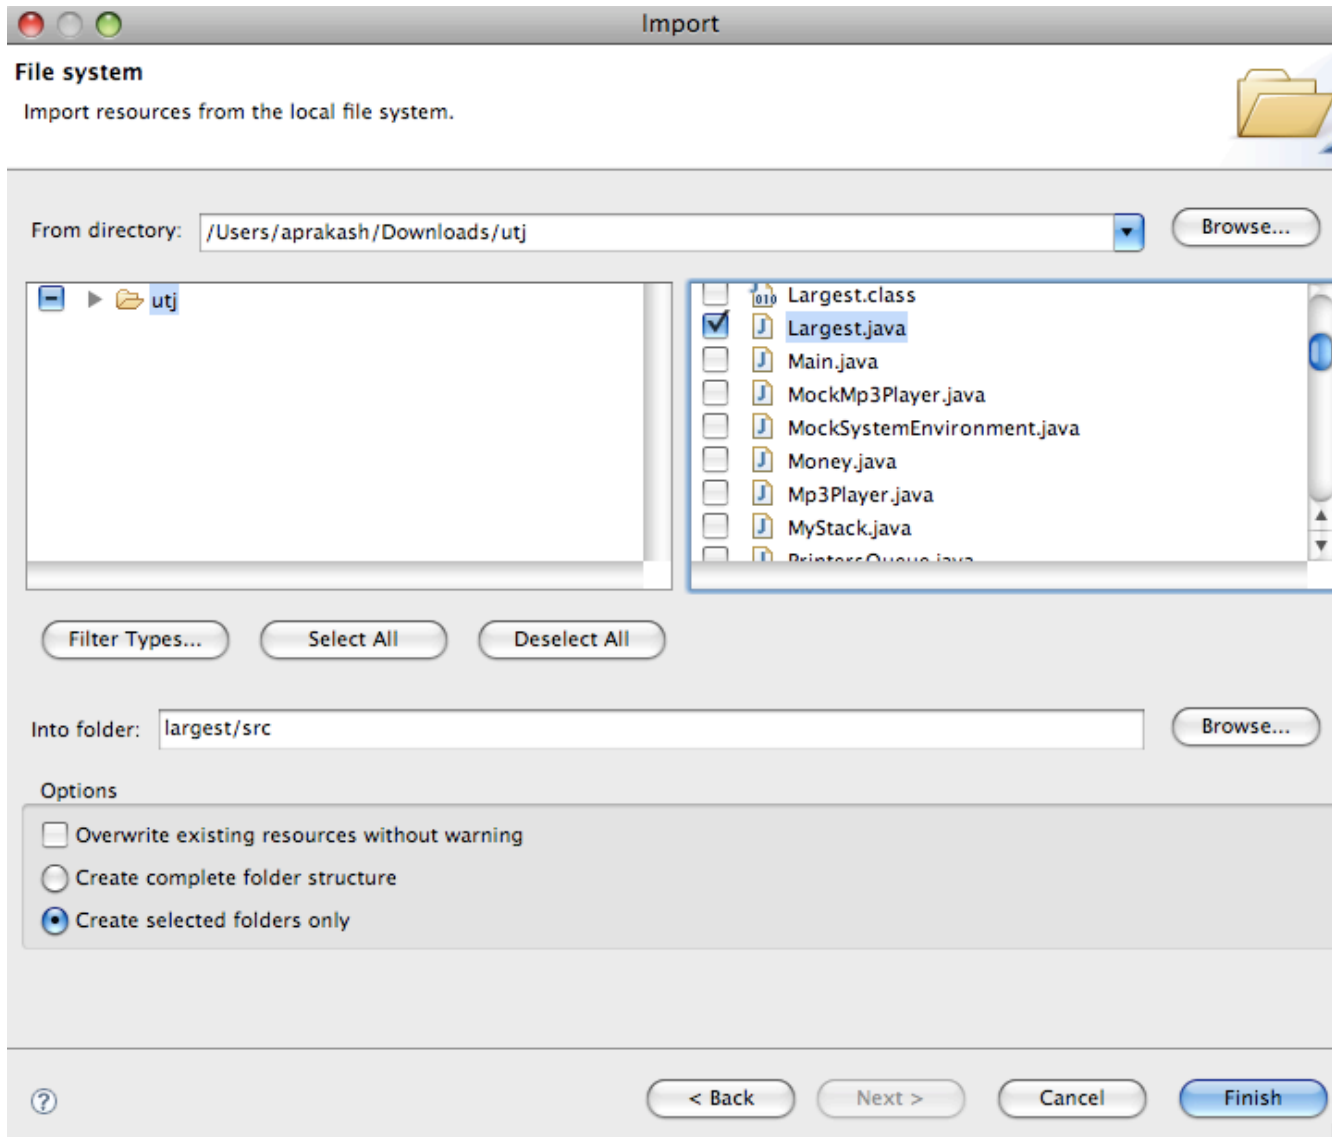 Import
File system
Import resources from the local file system.
From directory: /Users/aprakash/Downloads/utj Browse...
utj
Largest.class
Largest.java
Main.java
MockMp3Player.java
MockSystemEnvironment.java
Money.java
Mp3Player.java
MyStack.java
PrintersQueue.java
Filter Types... Select All Deselect All
Into folder: largest/src Browse...
Options
Overwrite existing resources without warning
Create complete folder structure
Create selected folders only
? < Back Next > Cancel Finish